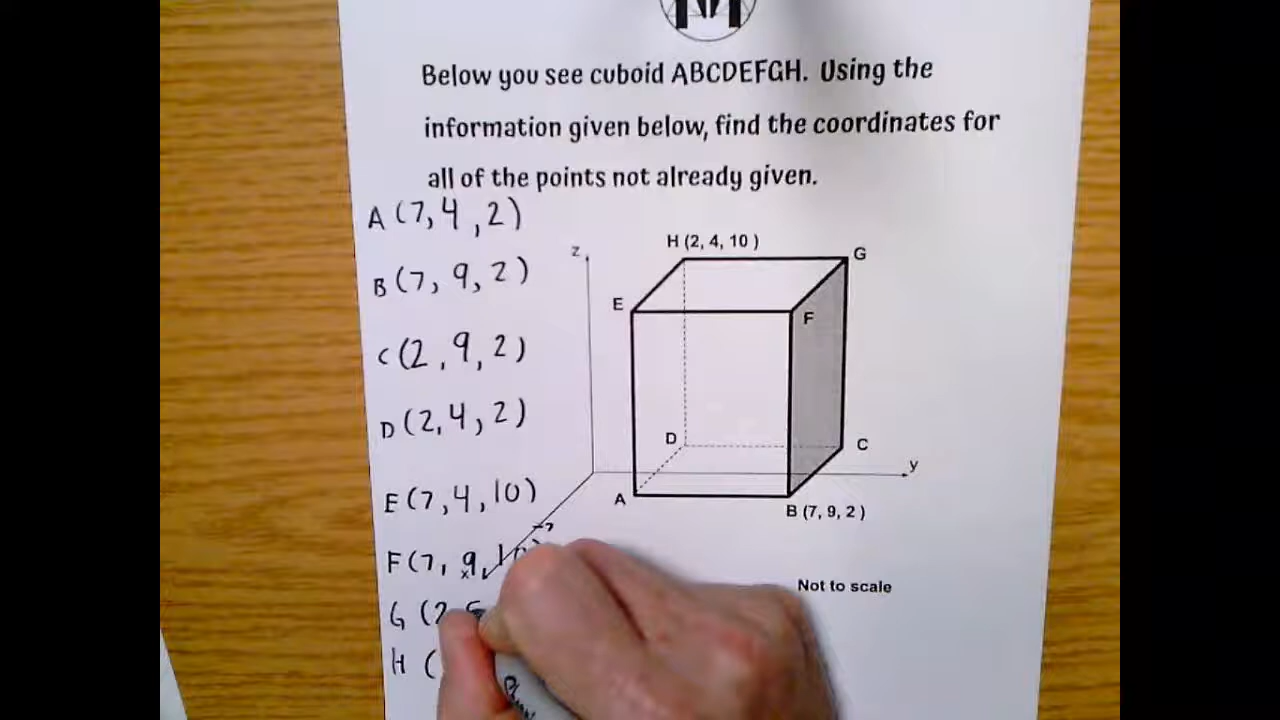 Below you see cuboid ABCDEFGH. Using the
information given below, find the coordinates for
all of the points not already given.
A (7, 4, 2)
B (7, 9, 2)
C (2, 9, 2)
D (2, 4, 2)
E (7, 4, 10)
F (7, 9, 10)
G (2,
H (
z
H (2, 4, 10 )
G
E
F
D
C
y
A
B (7, 9, 2 )
x
Not to scale